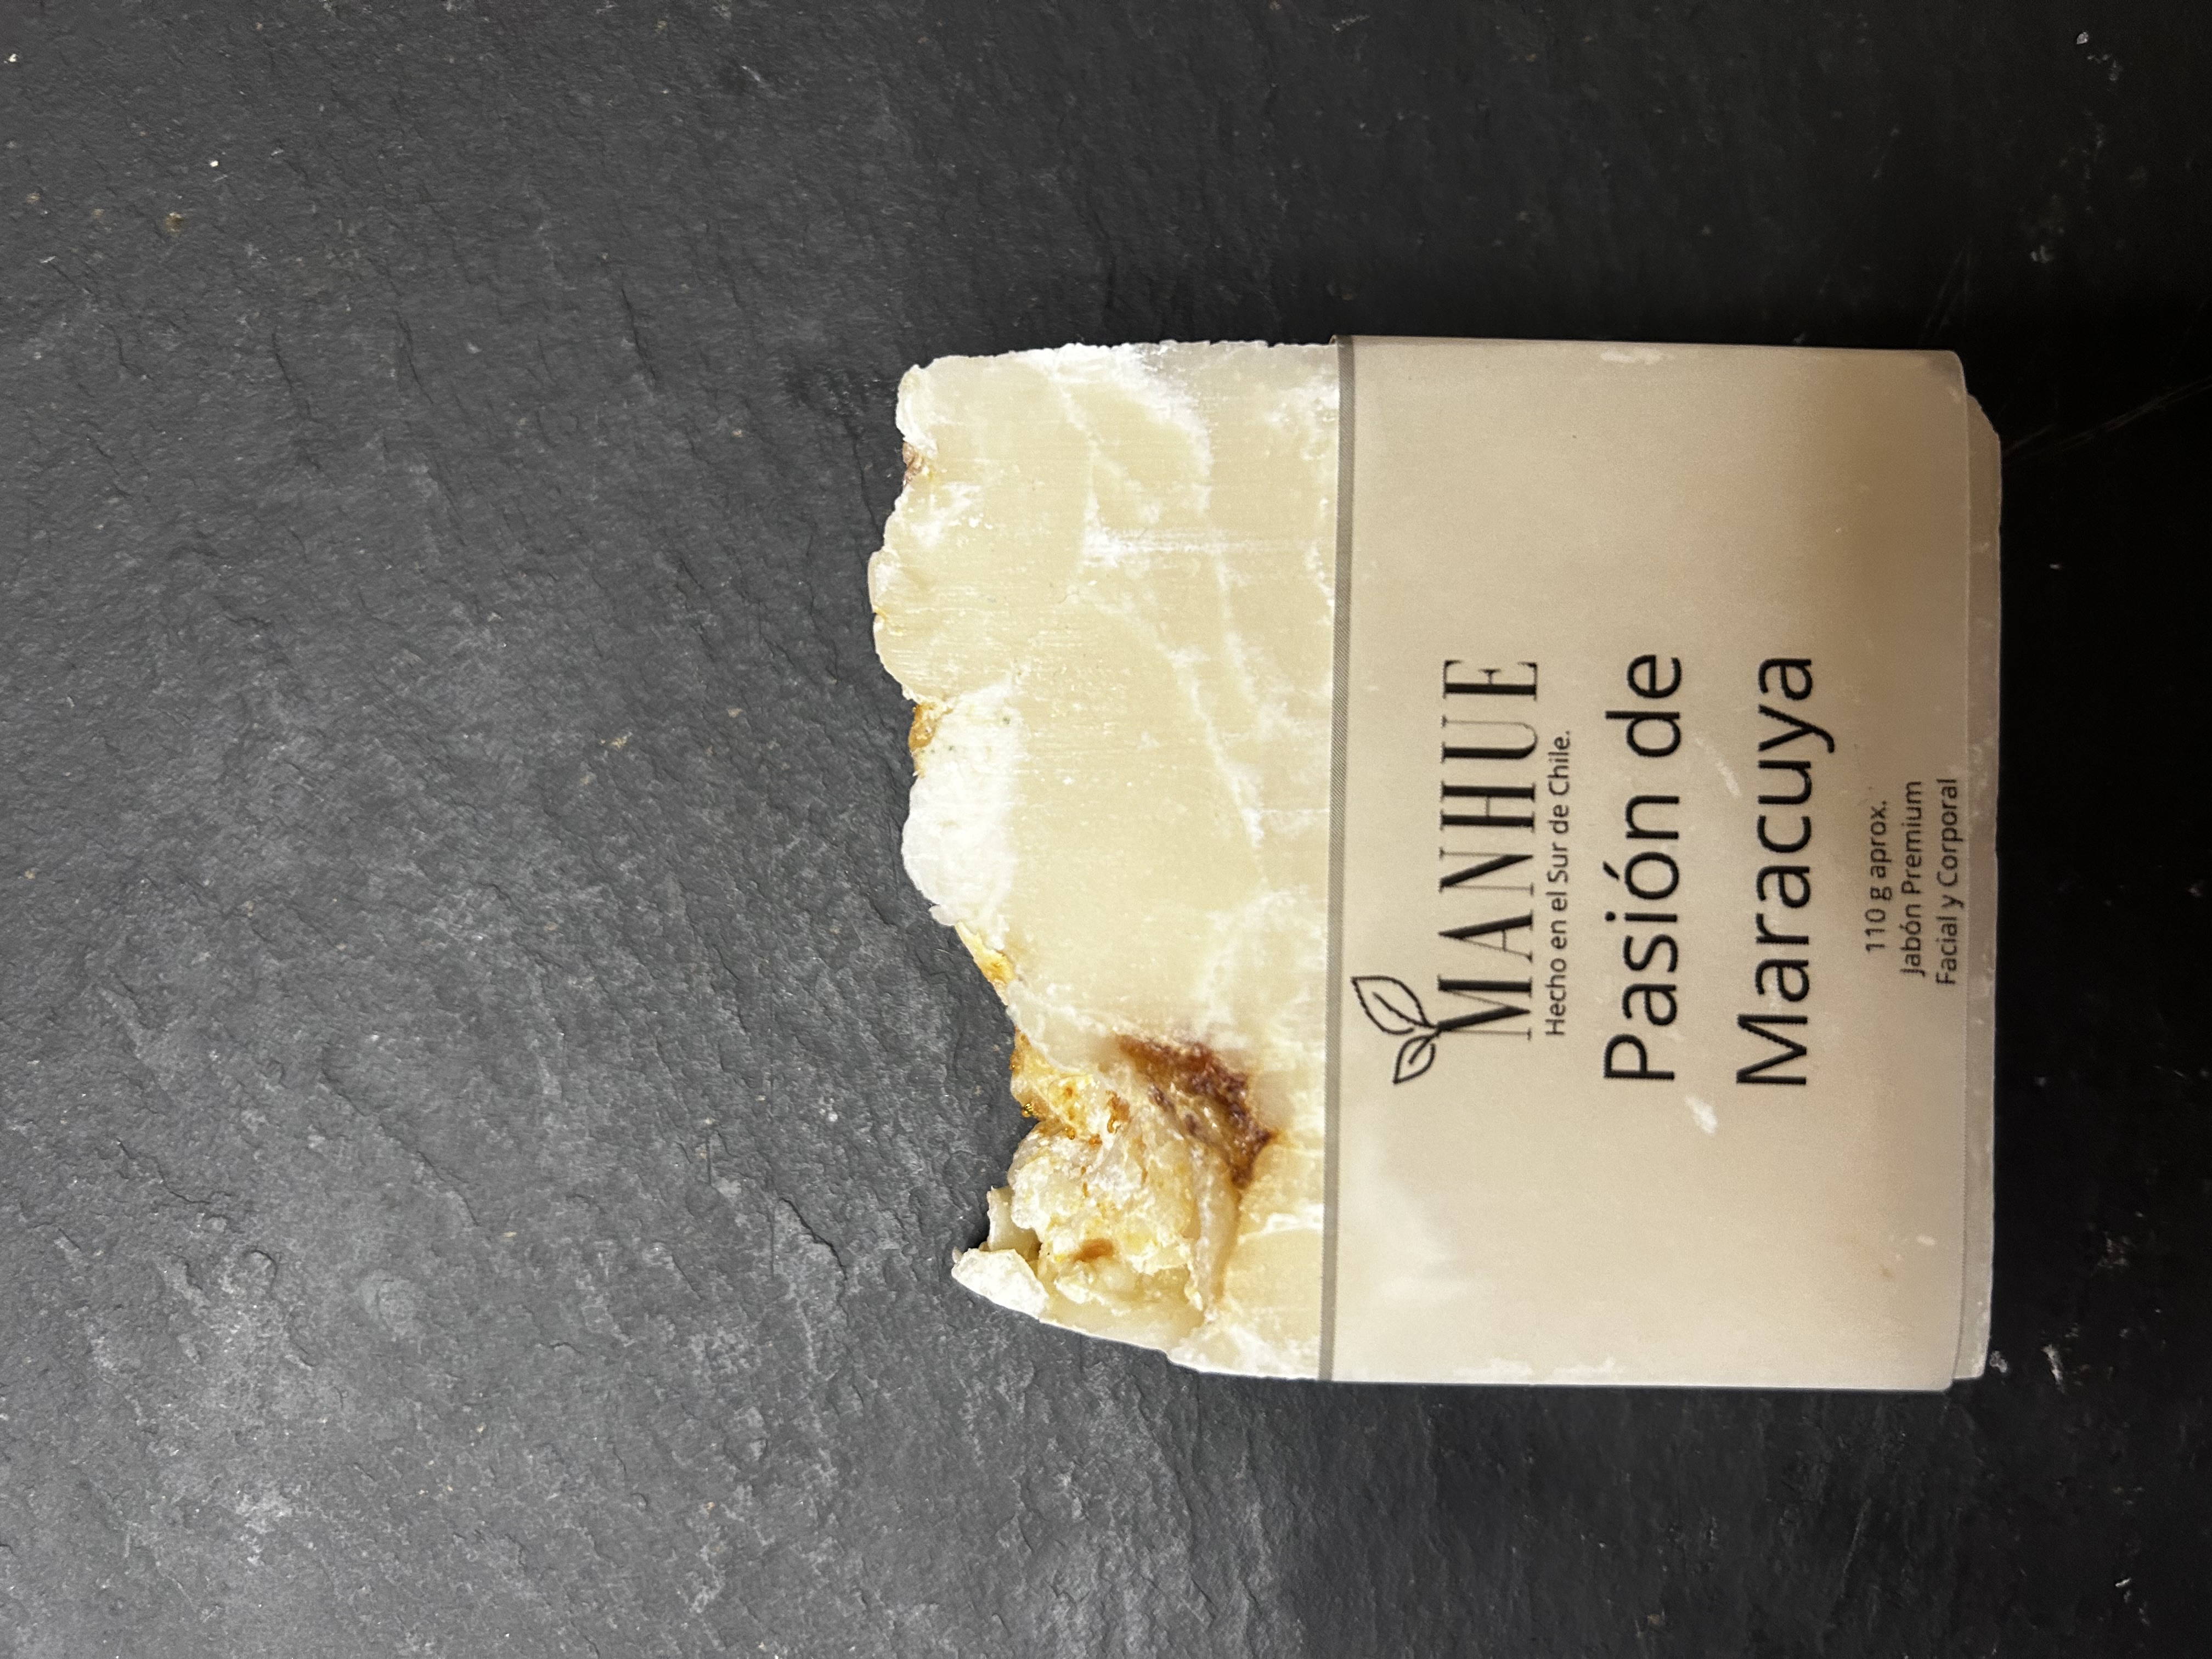 MANHUE
Hecho en el Sur de Chile.
Pasión de
Maracuya
110 g aprox.
Jabón Premium
Facial y Corporal